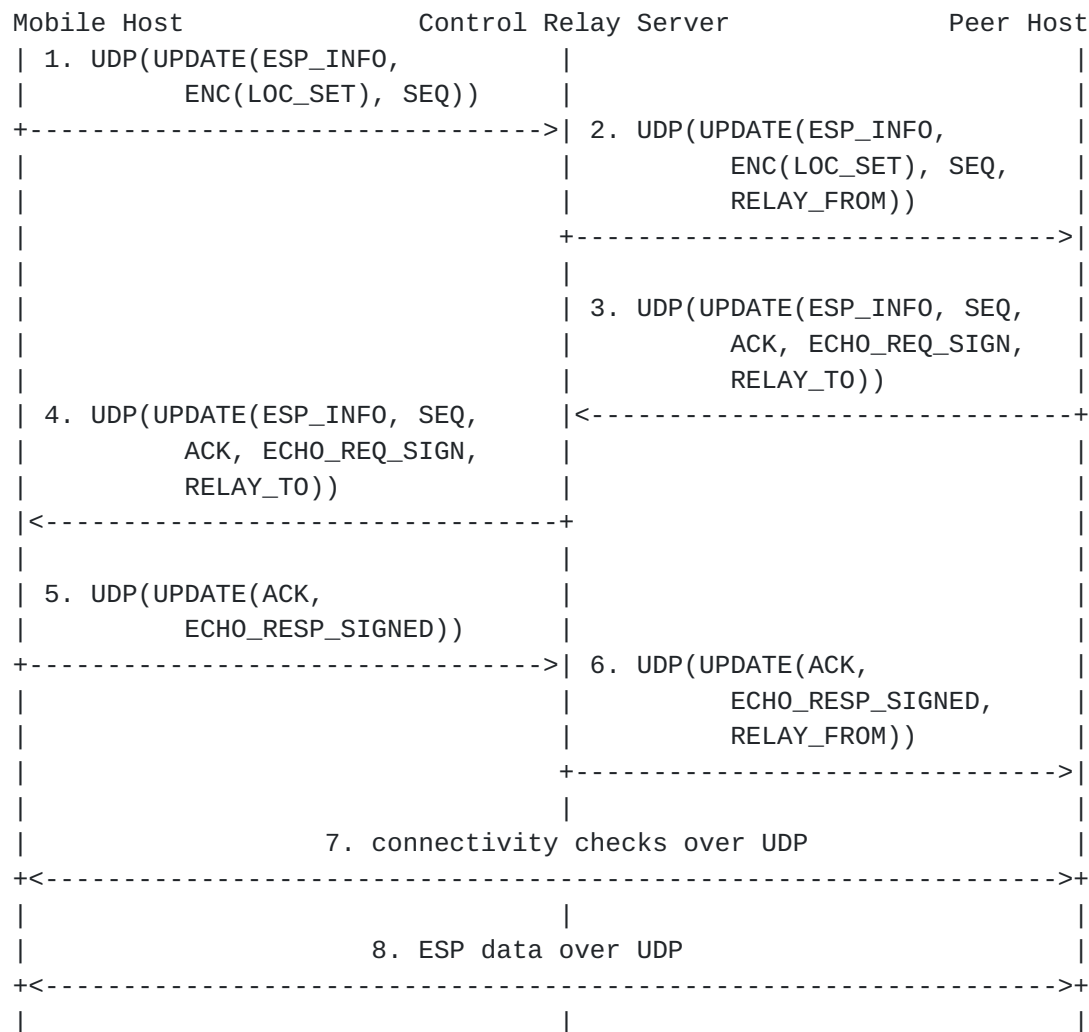 Mobile Host               Control Relay Server              Peer Host
| 1. UDP(UPDATE(ESP_INFO,          |                                |
|          ENC(LOC_SET), SEQ))     |                                |
+--------------------------------->| 2. UDP(UPDATE(ESP_INFO,        |
|                                  |          ENC(LOC_SET), SEQ,    |
|                                  |          RELAY_FROM))          |
|                                  +------------------------------->|
|                                  |                                |
|                                  | 3. UDP(UPDATE(ESP_INFO, SEQ,   |
|                                  |          ACK, ECHO_REQ_SIGN,   |
|                                  |          RELAY_TO))            |
| 4. UDP(UPDATE(ESP_INFO, SEQ,     |<-------------------------------+
|          ACK, ECHO_REQ_SIGN,     |                                |
|          RELAY_TO))              |                                |
|<---------------------------------+                                |
|                                  |                                |
| 5. UDP(UPDATE(ACK,               |                                |
|          ECHO_RESP_SIGNED))      |                                |
+--------------------------------->| 6. UDP(UPDATE(ACK,             |
|                                  |          ECHO_RESP_SIGNED,     |
|                                  |          RELAY_FROM))          |
|                                  +------------------------------->|
|                                  |                                |
|                   7. connectivity checks over UDP                 |
+<----------------------------------------------------------------->+
|                                  |                                |
|                      8. ESP data over UDP                         |
+<----------------------------------------------------------------->+
|                                  |                                |